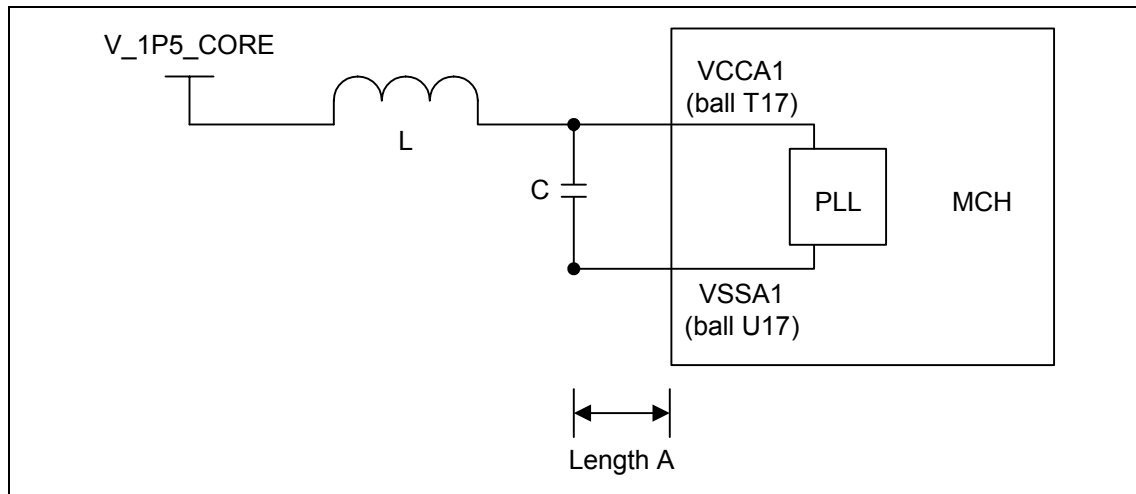 V_1P5_CORE
L
C
VCCA1
(ball T17)
PLL
MCH
VSSA1
(ball U17)
Length A